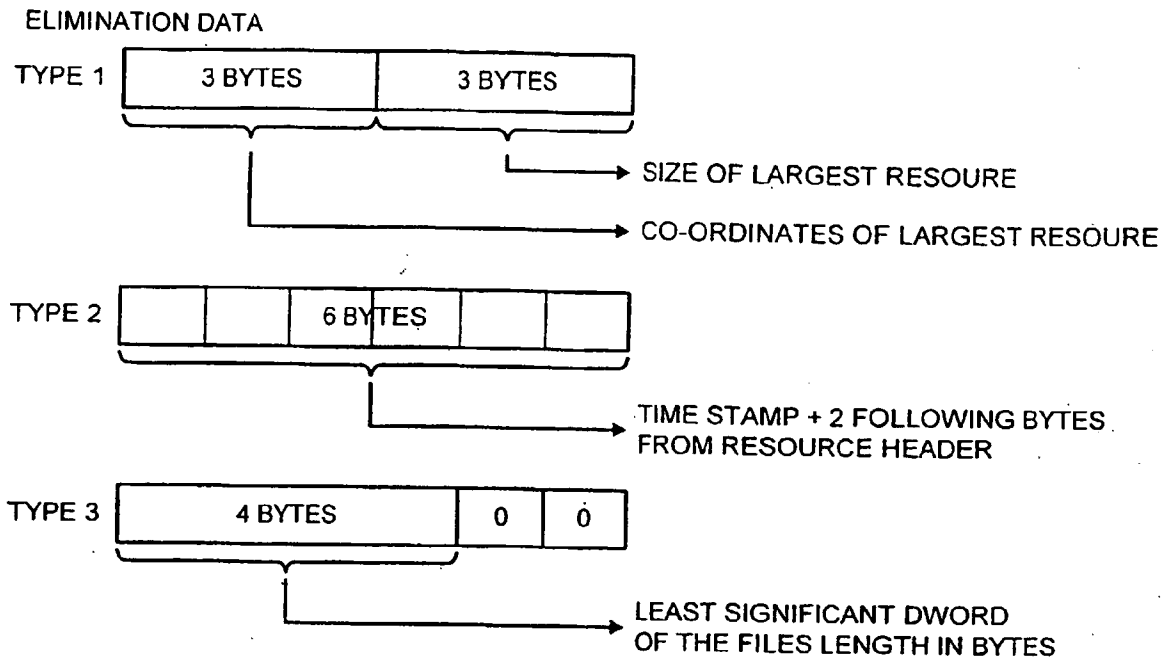 ELIMINATION DATA
TYPE 1
3 BYTES
3 BYTES
SIZE OF LARGEST RESOURE
CO-ORDINATES OF LARGEST RESOURE
TYPE 2
6 BYTES
TIME STAMP + 2 FOLLOWING BYTES
FROM RESOURCE HEADER
TYPE 3
4 BYTES
0
0
LEAST SIGNIFICANT DWORD
OF THE FILES LENGTH IN BYTES